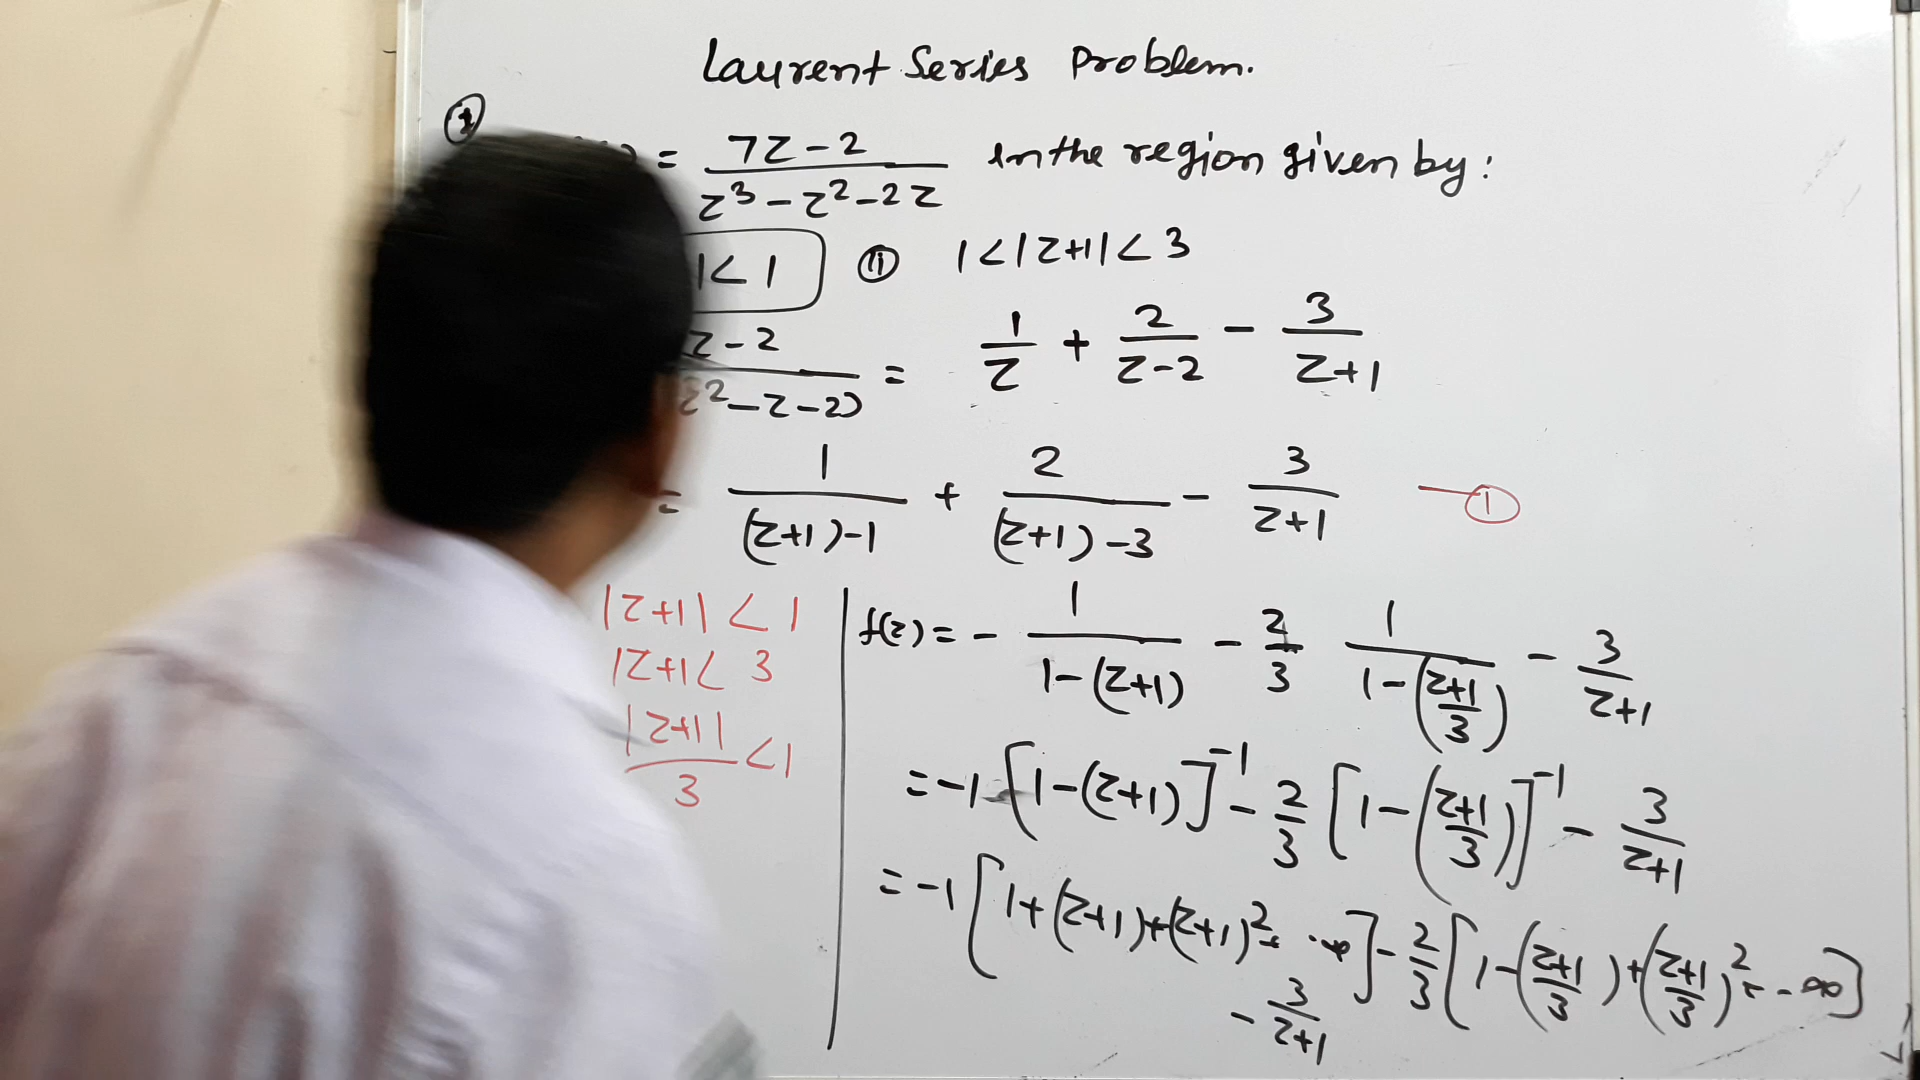 Laurent Series Problem.
①
= (7z-2)/(z³-z²-2z) In the region given by:
|<1 ⑪ 1<|z+1|<3
z-2/(z²-z-2) = 1/z + 2/(z-2) - 3/(z+1)
= 1/((z+1)-1) + 2/((z+1)-3) - 3/(z+1) —①
|z+1|<1
|z+1|<3
|z+1|/3 <1
f(z) = - 1/(1-(z+1)) - 2/3 1/(1-((z+1)/3)) - 3/(z+1)
= -1 [1-(z+1)]⁻¹ - 2/3 [1-((z+1)/3)]⁻¹ - 3/(z+1)
= -1 [1+(z+1)+(z+1)²+ ..∞] - 2/3 [1-((z+1)/3)+((z+1)/3)²+ - -∞]
- 3/(z+1)